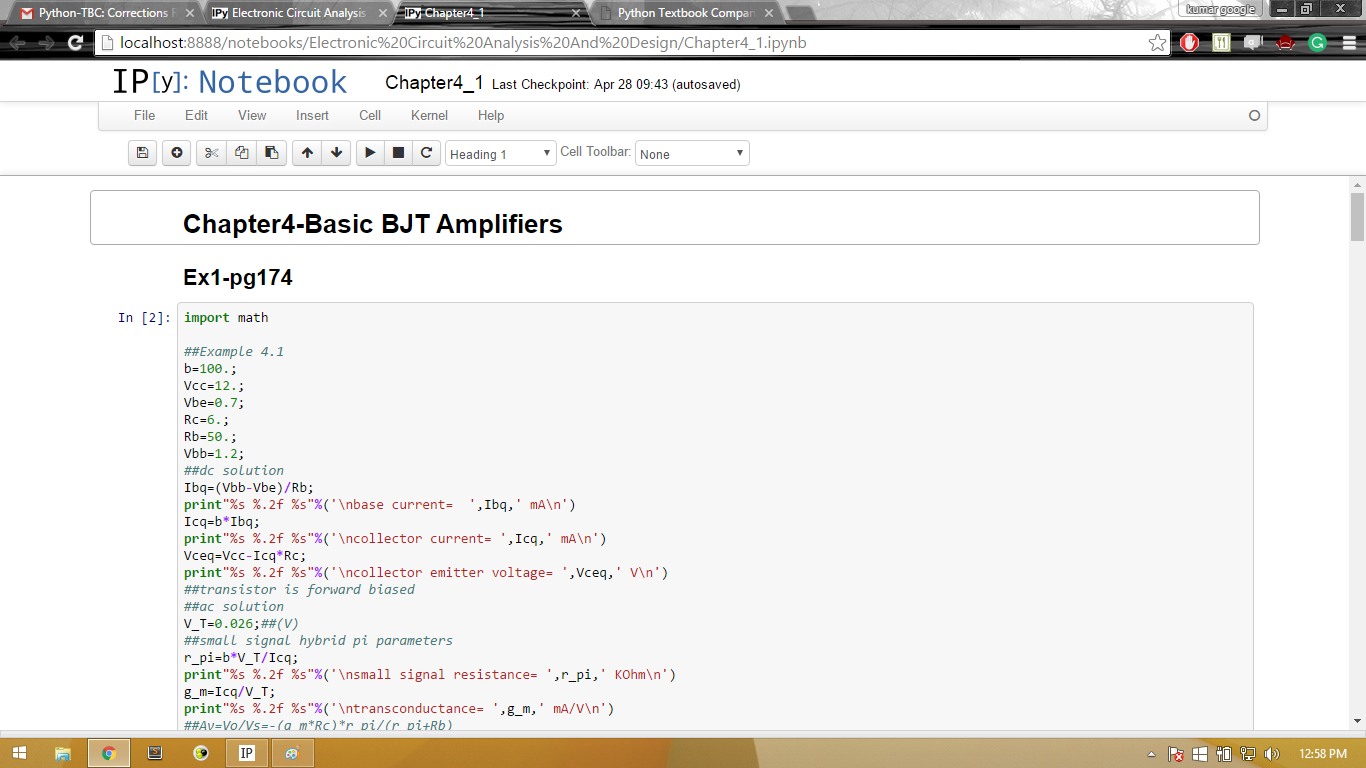 Python-TBC: Corrections R
IPy Electronic Circuit Analysis
IPy Chapter4_1
Python Textbook Compan
kumar google
localhost:8888/notebooks/Electronic%20Circuit%20Analysis%20And%20Design/Chapter4_1.ipynb
IP[y]: Notebook Chapter4_1 Last Checkpoint: Apr 28 09:43 (autosaved)
File Edit View Insert Cell Kernel Help
Heading 1 Cell Toolbar: None
Chapter4-Basic BJT Amplifiers
Ex1-pg174
In [2]: import math
##Example 4.1
b=100.;
Vcc=12.;
Vbe=0.7;
Rc=6.;
Rb=50.;
Vbb=1.2;
##dc solution
Ibq=(Vbb-Vbe)/Rb;
print"%s %.2f %s"%('\nbase current=  ',Ibq,' mA\n')
Icq=b*Ibq;
print"%s %.2f %s"%('\ncollector current= ',Icq,' mA\n')
Vceq=Vcc-Icq*Rc;
print"%s %.2f %s"%('\ncollector emitter voltage= ',Vceq,' V\n')
##transistor is forward biased
##ac solution
V_T=0.026;##(V)
##small signal hybrid pi parameters
r_pi=b*V_T/Icq;
print"%s %.2f %s"%('\nsmall signal resistance= ',r_pi,' KOhm\n')
g_m=Icq/V_T;
print"%s %.2f %s"%('\ntransconductance= ',g_m,' mA/V\n')
##Av=Vo/Vs=-(g_m*Rc)*r_pi/(r_pi+Rb)
IP
12:58 PM